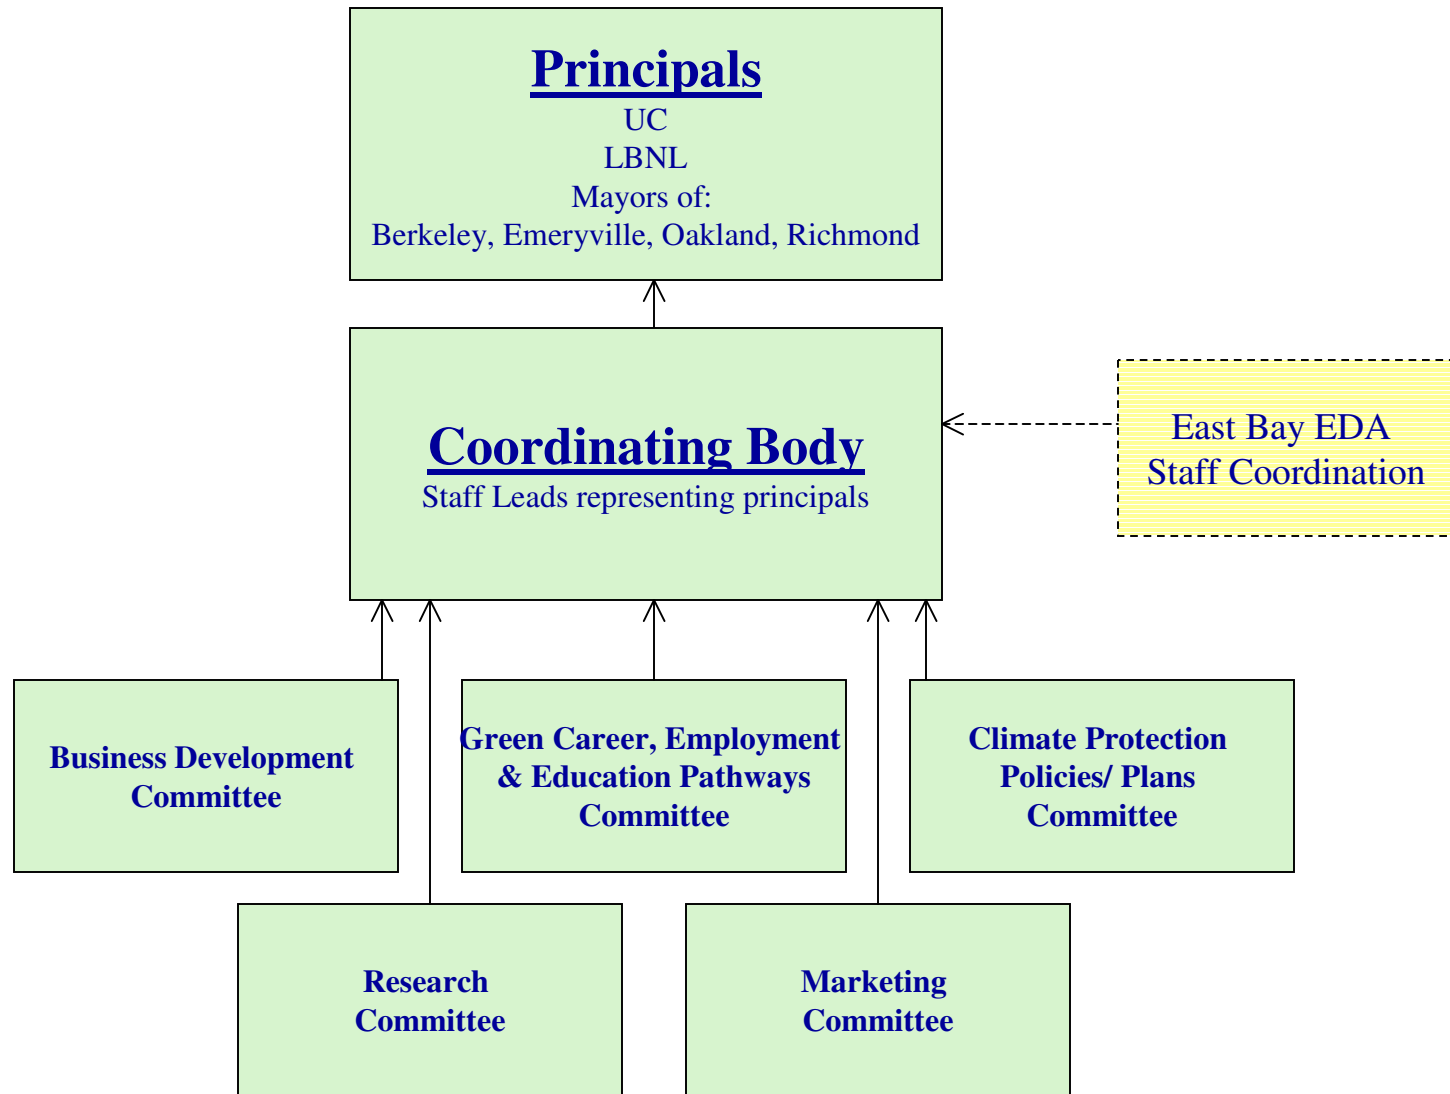 Principals
UC
LBNL
Mayors of:
Berkeley, Emeryville, Oakland, Richmond
Coordinating Body
Staff Leads representing principals
East Bay EDA
Staff Coordination
Business Development
Committee
Green Career, Employment
& Education Pathways
Committee
Climate Protection
Policies/ Plans
Committee
Research
Committee
Marketing
Committee